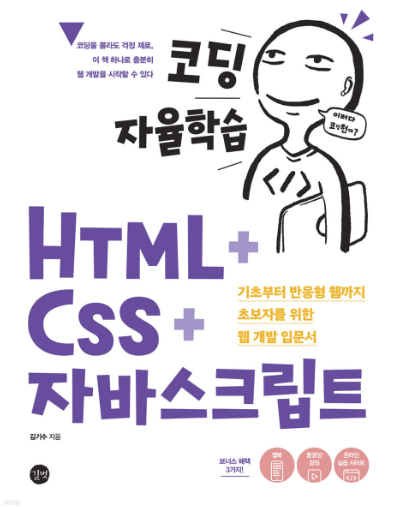 코딩을 몰라도 걱정 제로,
이 책 하나로 충분히
웹 개발을 시작할 수 있다
코딩
자율학습
이러다
코딩천재?
</>
HTML +
CSS +
자바스크립트
기초부터 반응형 웹까지
초보자를 위한
웹 개발 입문서
김기수 지음
보너스 혜택
3가지!
동영상
강의
온라인
실습 사이트
길벗